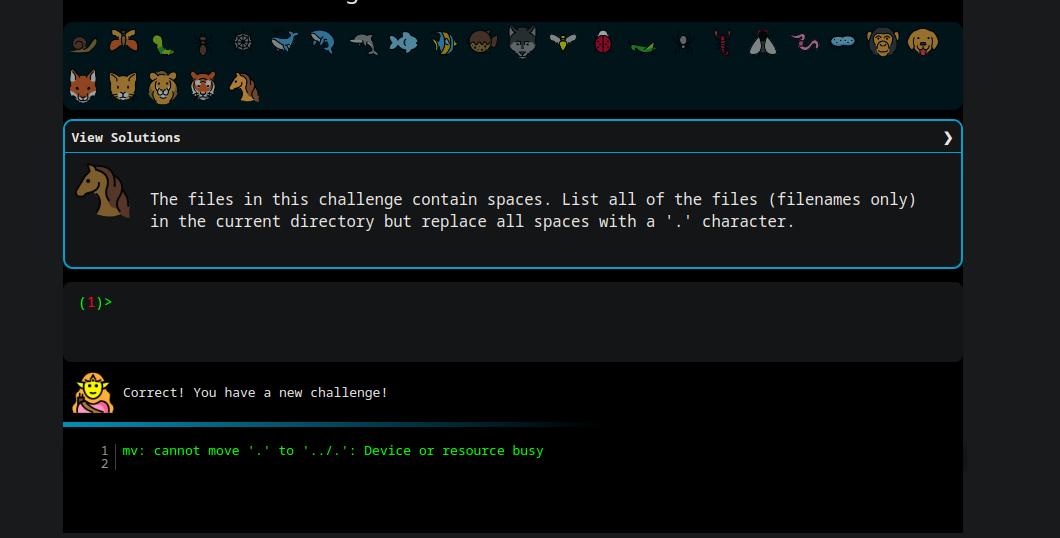 View Solutions
❯
The files in this challenge contain spaces. List all of the files (filenames only)
in the current directory but replace all spaces with a '.' character.
(1)>
Correct! You have a new challenge!
1 mv: cannot move '.' to '../.': Device or resource busy
2